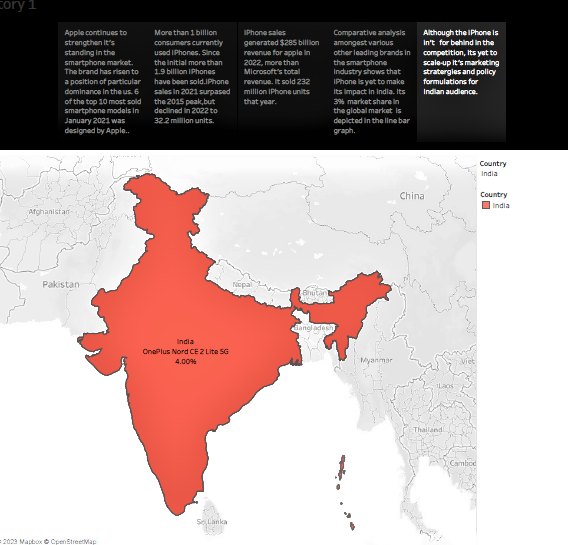 tory 1
Apple continues to
strengthen it's
standing in the
smartphone market.
The brand has risen to
a position of particular
dominance in the us. 6
of the top 10 most sold
smartphone models in
January 2021 was
designed by Apple..
More than 1 billion
consumers currently
used iPhones. Since
the initial more than
1.9 billion iPhones
have been sold.iPhone
sales in 2021 surpased
the 2015 peak,but
declined in 2022 to
32.2 million units.
iPhone sales
generated $285 billion
revenue for apple in
2022, more than
Microsoft's total
revenue. It sold 232
million iPhone units
that year.
Comparative analysis
amongest various
other leading brands in
the smartphone
industry shows that
iPhone is yet to make
its impact in india. Its
3% market share in
the global market is
depicted in the line bar
graph.
Although the iPhone is
in't for behind in the
competition, its yet to
scale-up it's marketing
stratergies and policy
formulations for
indian audience.
Country
India
Country
India
China
Afghanistan
Pakistan
Nepal
Bhutan
Bangladesh
India
OnePlus Nord CE 2 Lite 5G
4.00%
Myanmar
Viet
Laos
Thailand
Cambod
Sri Lanka
2023 Mapbox © OpenStreetMap